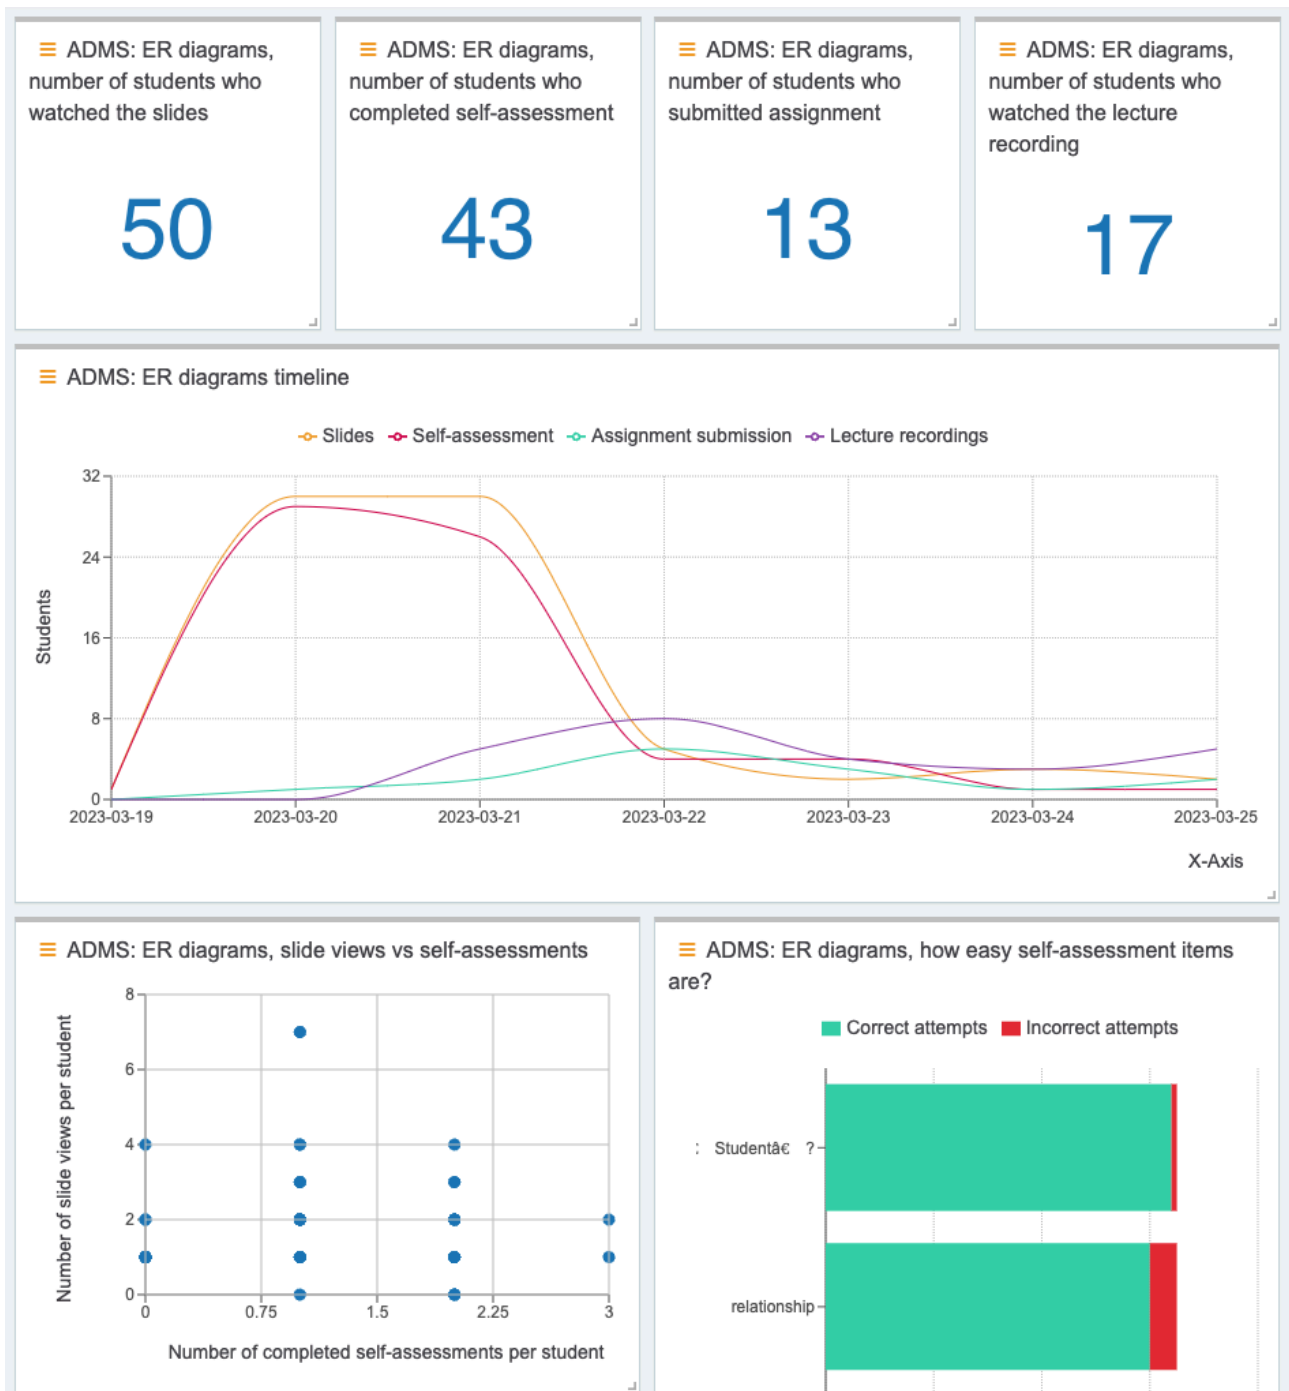 ADMS: ER diagrams,
number of students who
watched the slides
50
ADMS: ER diagrams,
number of students who
completed self-assessment
43
ADMS: ER diagrams,
number of students who
submitted assignment
13
ADMS: ER diagrams,
number of students who
watched the lecture
recording
17
ADMS: ER diagrams timeline
Slides Self-assessment Assignment submission Lecture recordings
32
24
16
8
0
Students
2023-03-19 2023-03-20 2023-03-21 2023-03-22 2023-03-23 2023-03-24 2023-03-25
X-Axis
ADMS: ER diagrams, slide views vs self-assessments
Number of slide views per student
8
6
4
2
0
0 0.75 1.5 2.25 3
Number of completed self-assessments per student
ADMS: ER diagrams, how easy self-assessment items
are?
Correct attempts Incorrect attempts
: Studentâ€ ?
relationship